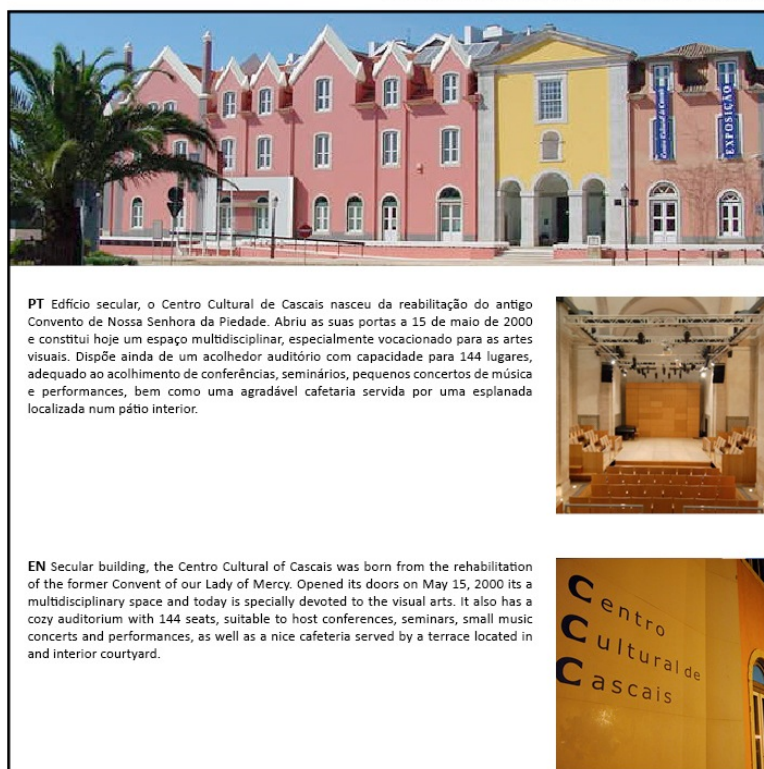 Centro Cultural de Cascais
EXPOSIÇÃO
PT Edifício secular, o Centro Cultural de Cascais nasceu da reabilitação do antigo
Convento de Nossa Senhora da Piedade. Abriu as suas portas a 15 de maio de 2000
e constitui hoje um espaço multidisciplinar, especialmente vocacionado para as artes
visuais. Dispõe ainda de um acolhedor auditório com capacidade para 144 lugares,
adequado ao acolhimento de conferências, seminários, pequenos concertos de música
e performances, bem como uma agradável cafetaria servida por uma esplanada
localizada num pátio interior.
EN Secular building, the Centro Cultural of Cascais was born from the rehabilitation
of the former Convent of our Lady of Mercy. Opened its doors on May 15, 2000 its a
multidisciplinary space and today is specially devoted to the visual arts. It also has a
cozy auditorium with 144 seats, suitable to host conferences, seminars, small music
concerts and performances, as well as a nice cafeteria served by a terrace located in
and interior courtyard.
Centro
Cultural de
Cascais